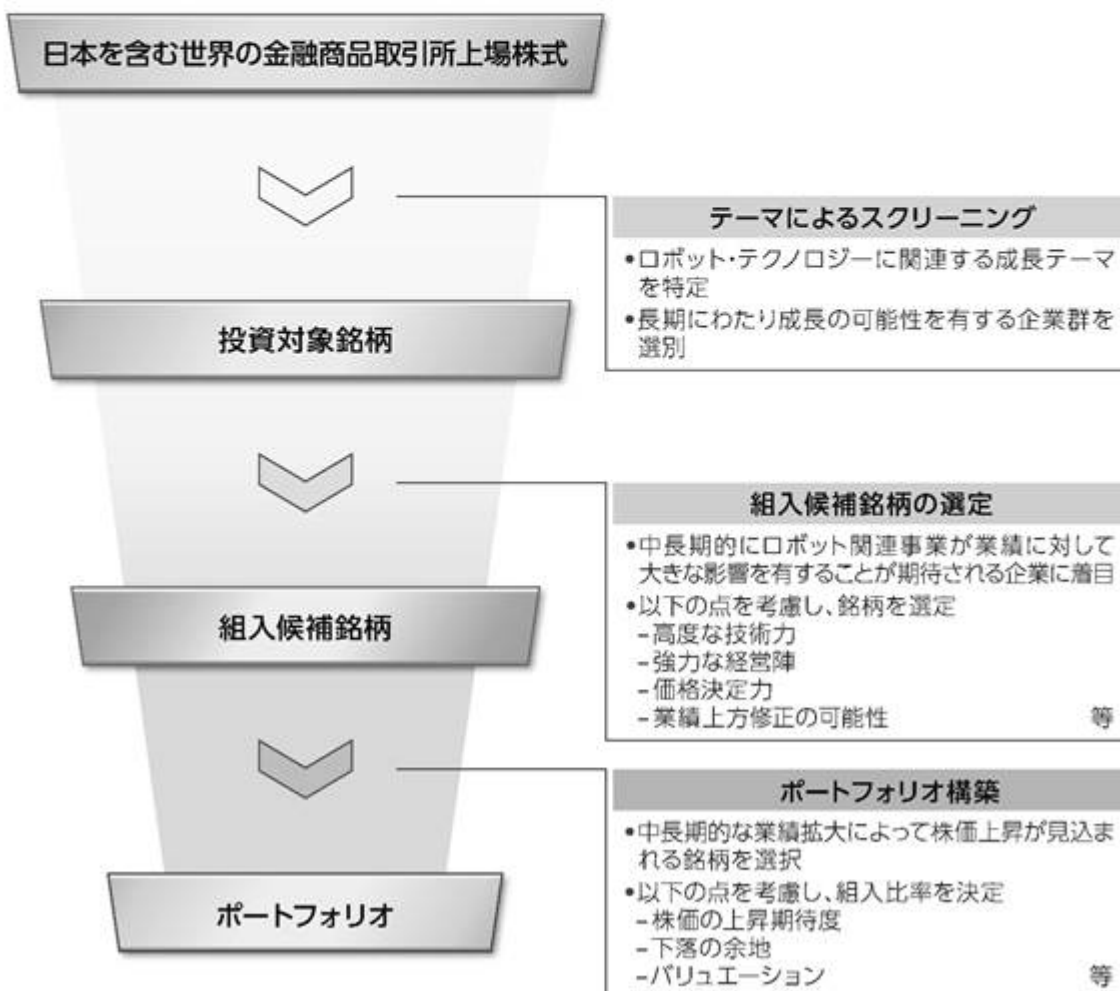 日本を含む世界の金融商品取引所上場株式
テーマによるスクリーニング
•ロボット・テクノロジーに関連する成長テーマ
を特定
•長期にわたり成長の可能性を有する企業群を
選別
投資対象銘柄
組入候補銘柄の選定
•中長期的にロボット関連事業が業績に対して
大きな影響を有することが期待される企業に着目
•以下の点を考慮し、銘柄を選定
-高度な技術力
-強力な経営陣
-価格決定力
-業績上方修正の可能性 等
組入候補銘柄
ポートフォリオ構築
•中長期的な業績拡大によって株価上昇が見込ま
れる銘柄を選択
•以下の点を考慮し、組入比率を決定
-株価の上昇期待度
-下落の余地
-バリュエーション 等
ポートフォリオ